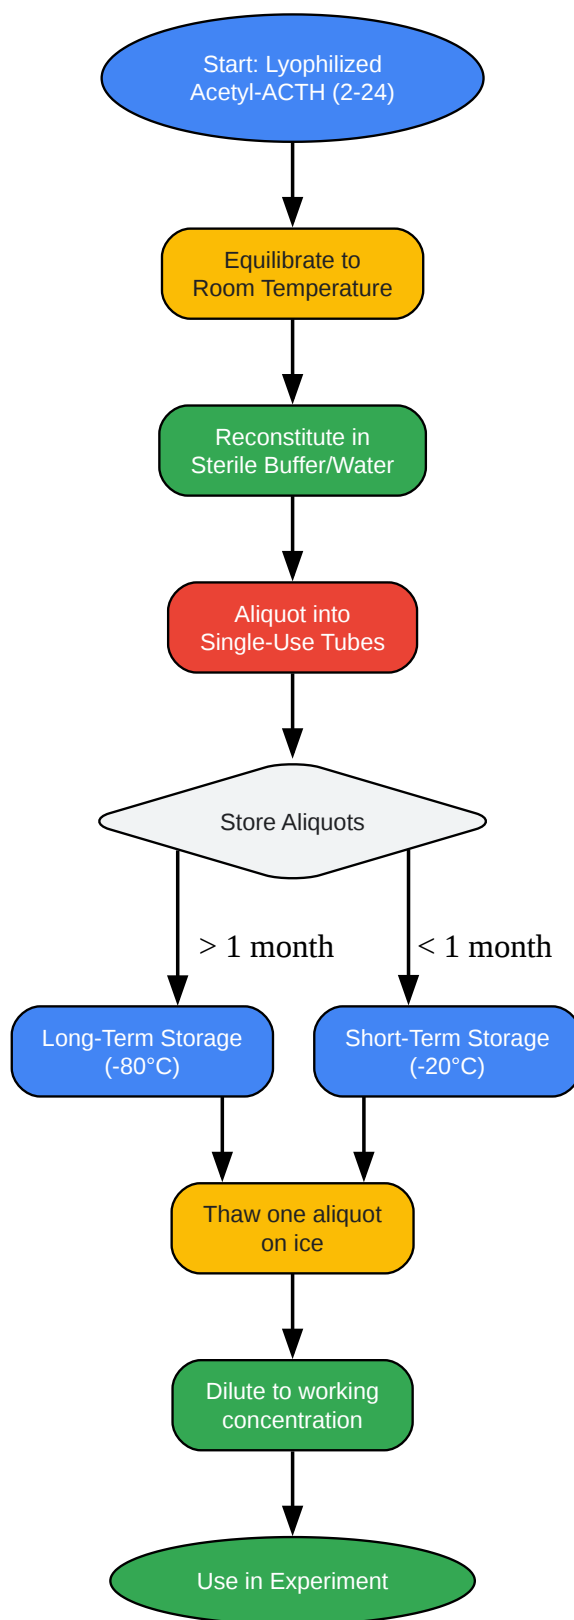 Start: Lyophilized
Acetyl-ACTH (2-24)
Equilibrate to
Room Temperature
Reconstitute in
Sterile Buffer/Water
Aliquot into
Single-Use Tubes
Store Aliquots
> 1 month
< 1 month
Long-Term Storage
(-80°C)
Short-Term Storage
(-20°C)
Thaw one aliquot
on ice
Dilute to working
concentration
Use in Experiment